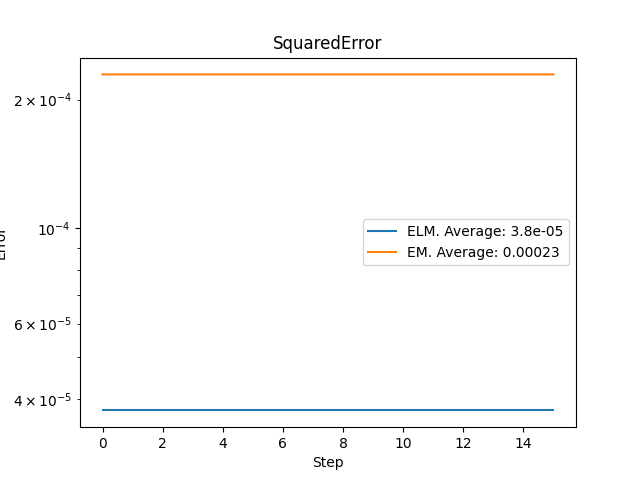 SquaredError
2 × 10⁻⁴
10⁻⁴
6 × 10⁻⁵
4 × 10⁻⁵
Error
ELM. Average: 3.8e-05
EM. Average: 0.00023
0 2 4 6 8 10 12 14
Step